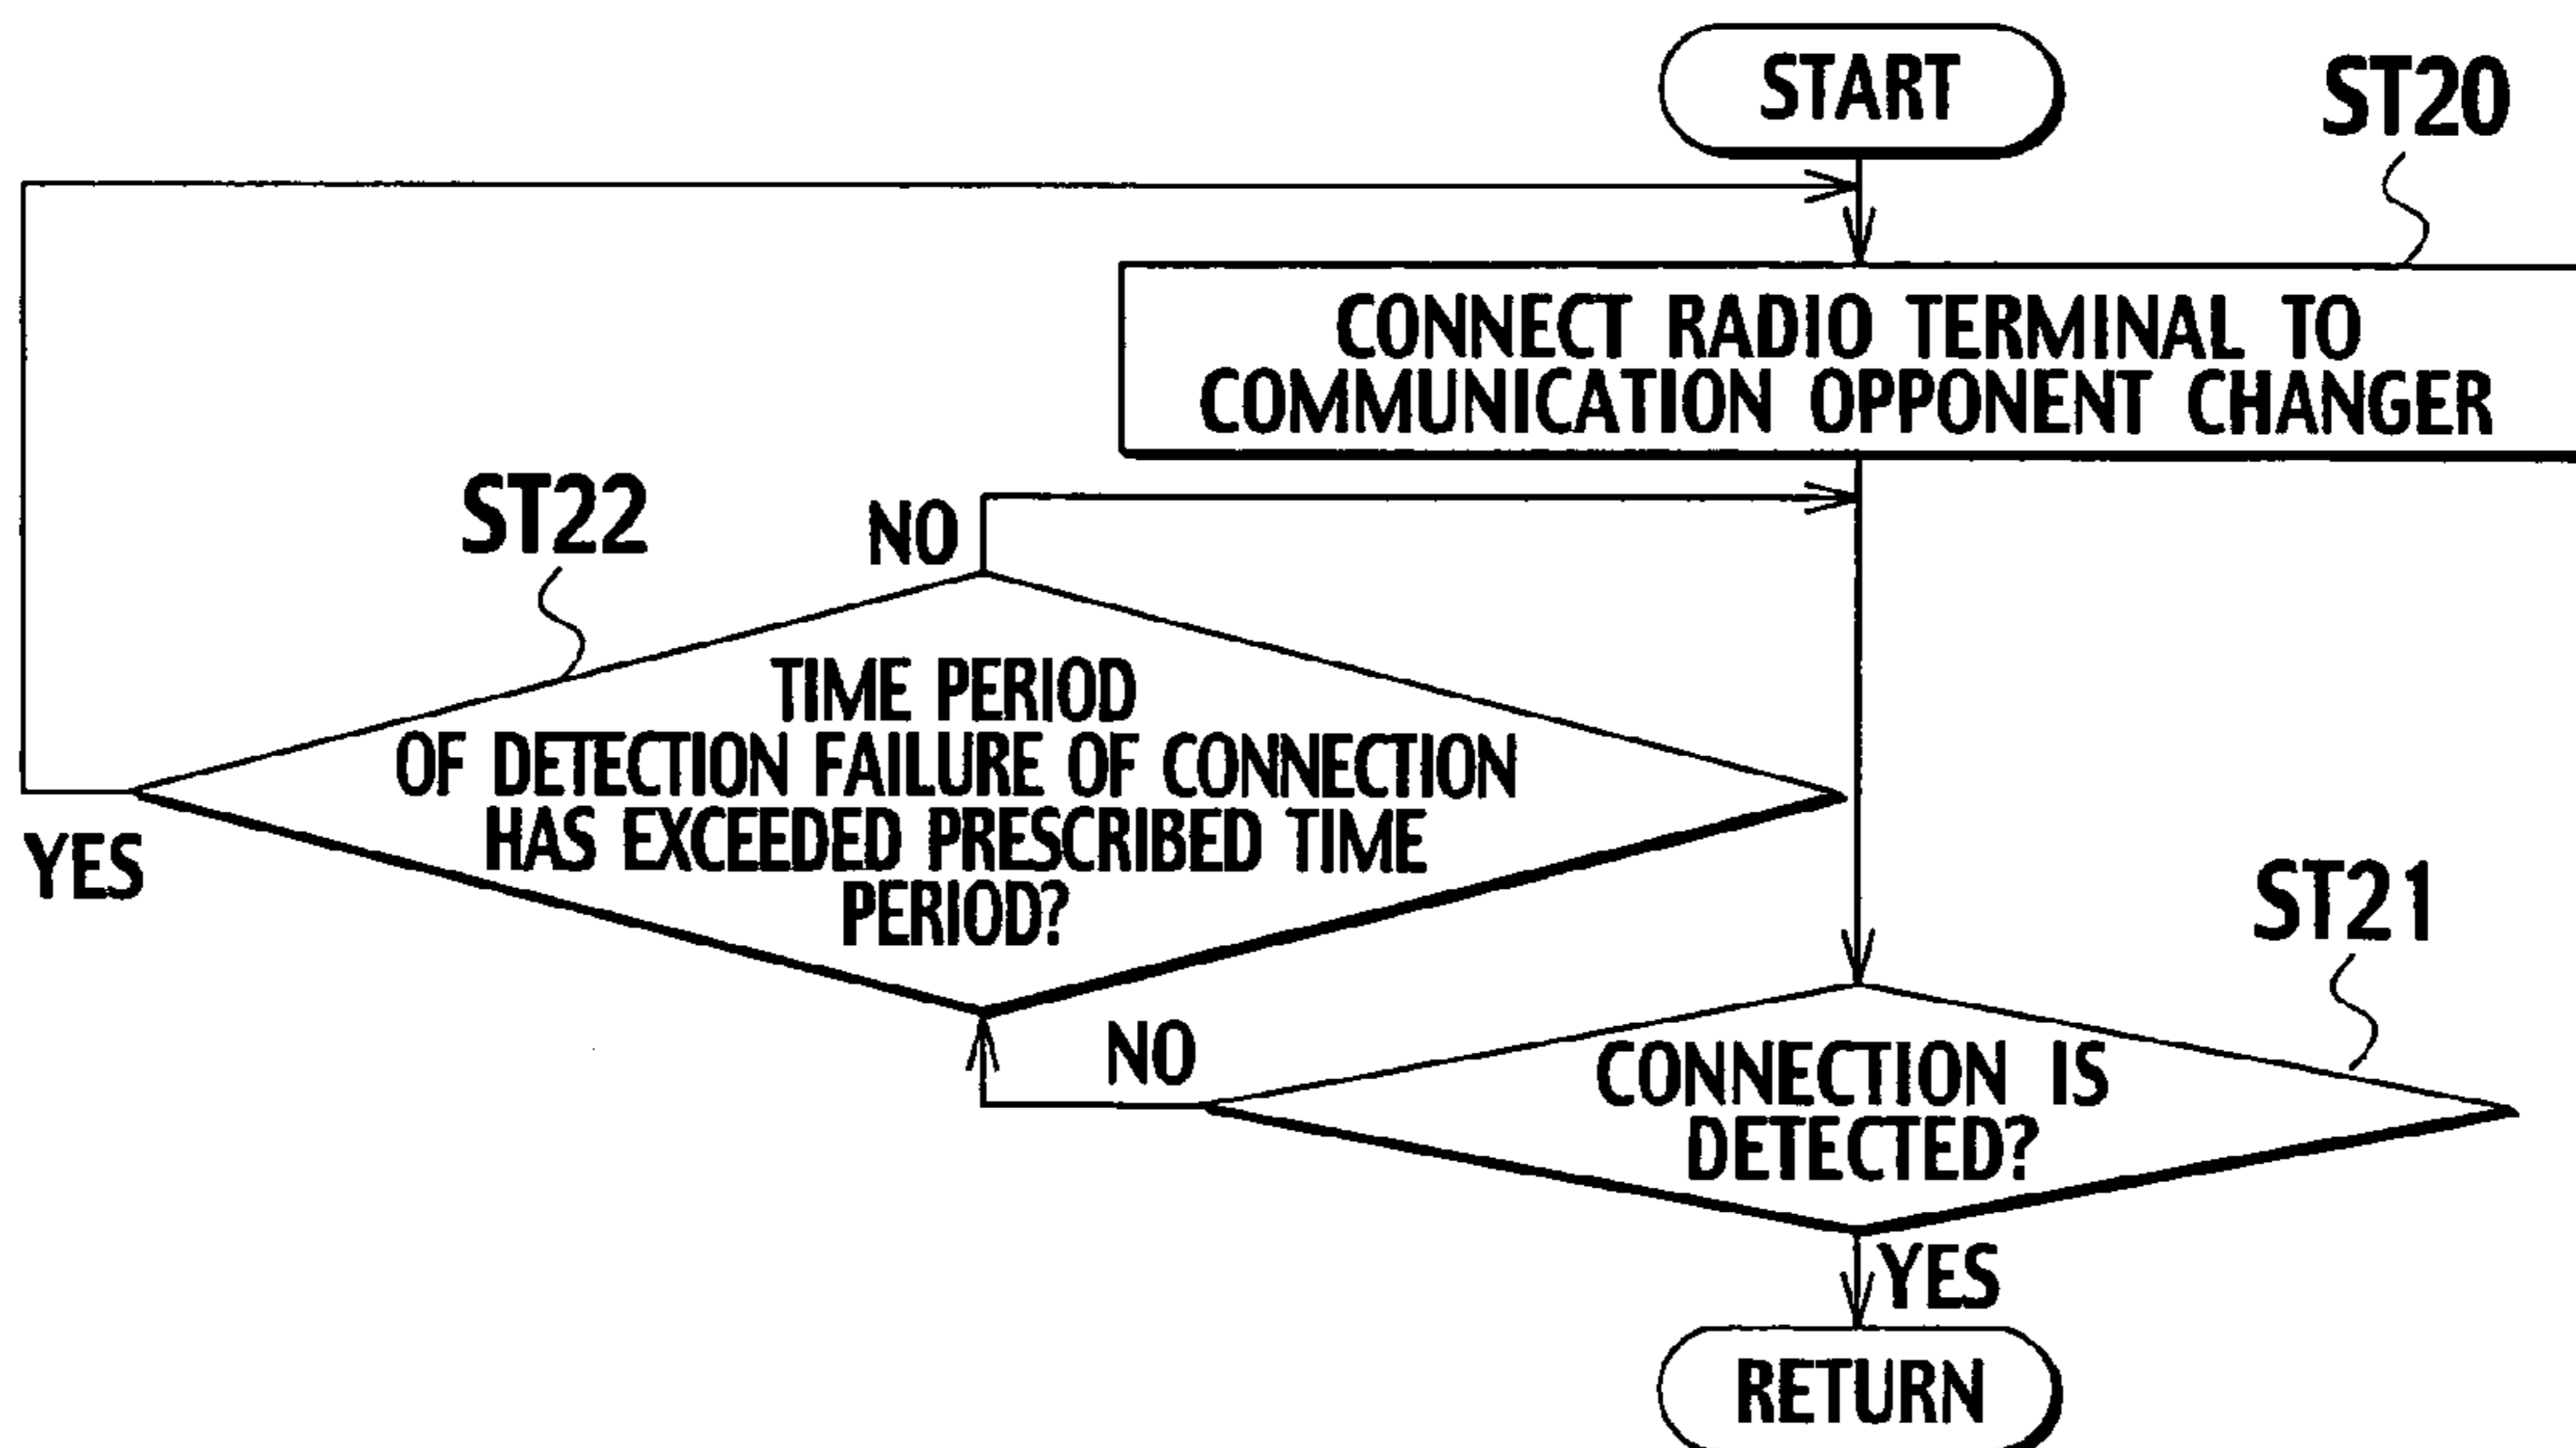 START
ST20
CONNECT RADIO TERMINAL TO
COMMUNICATION OPPONENT CHANGER
ST22
NO
TIME PERIOD
OF DETECTION FAILURE OF CONNECTION
HAS EXCEEDED PRESCRIBED TIME
PERIOD?
YES
ST21
NO
CONNECTION IS
DETECTED?
YES
RETURN